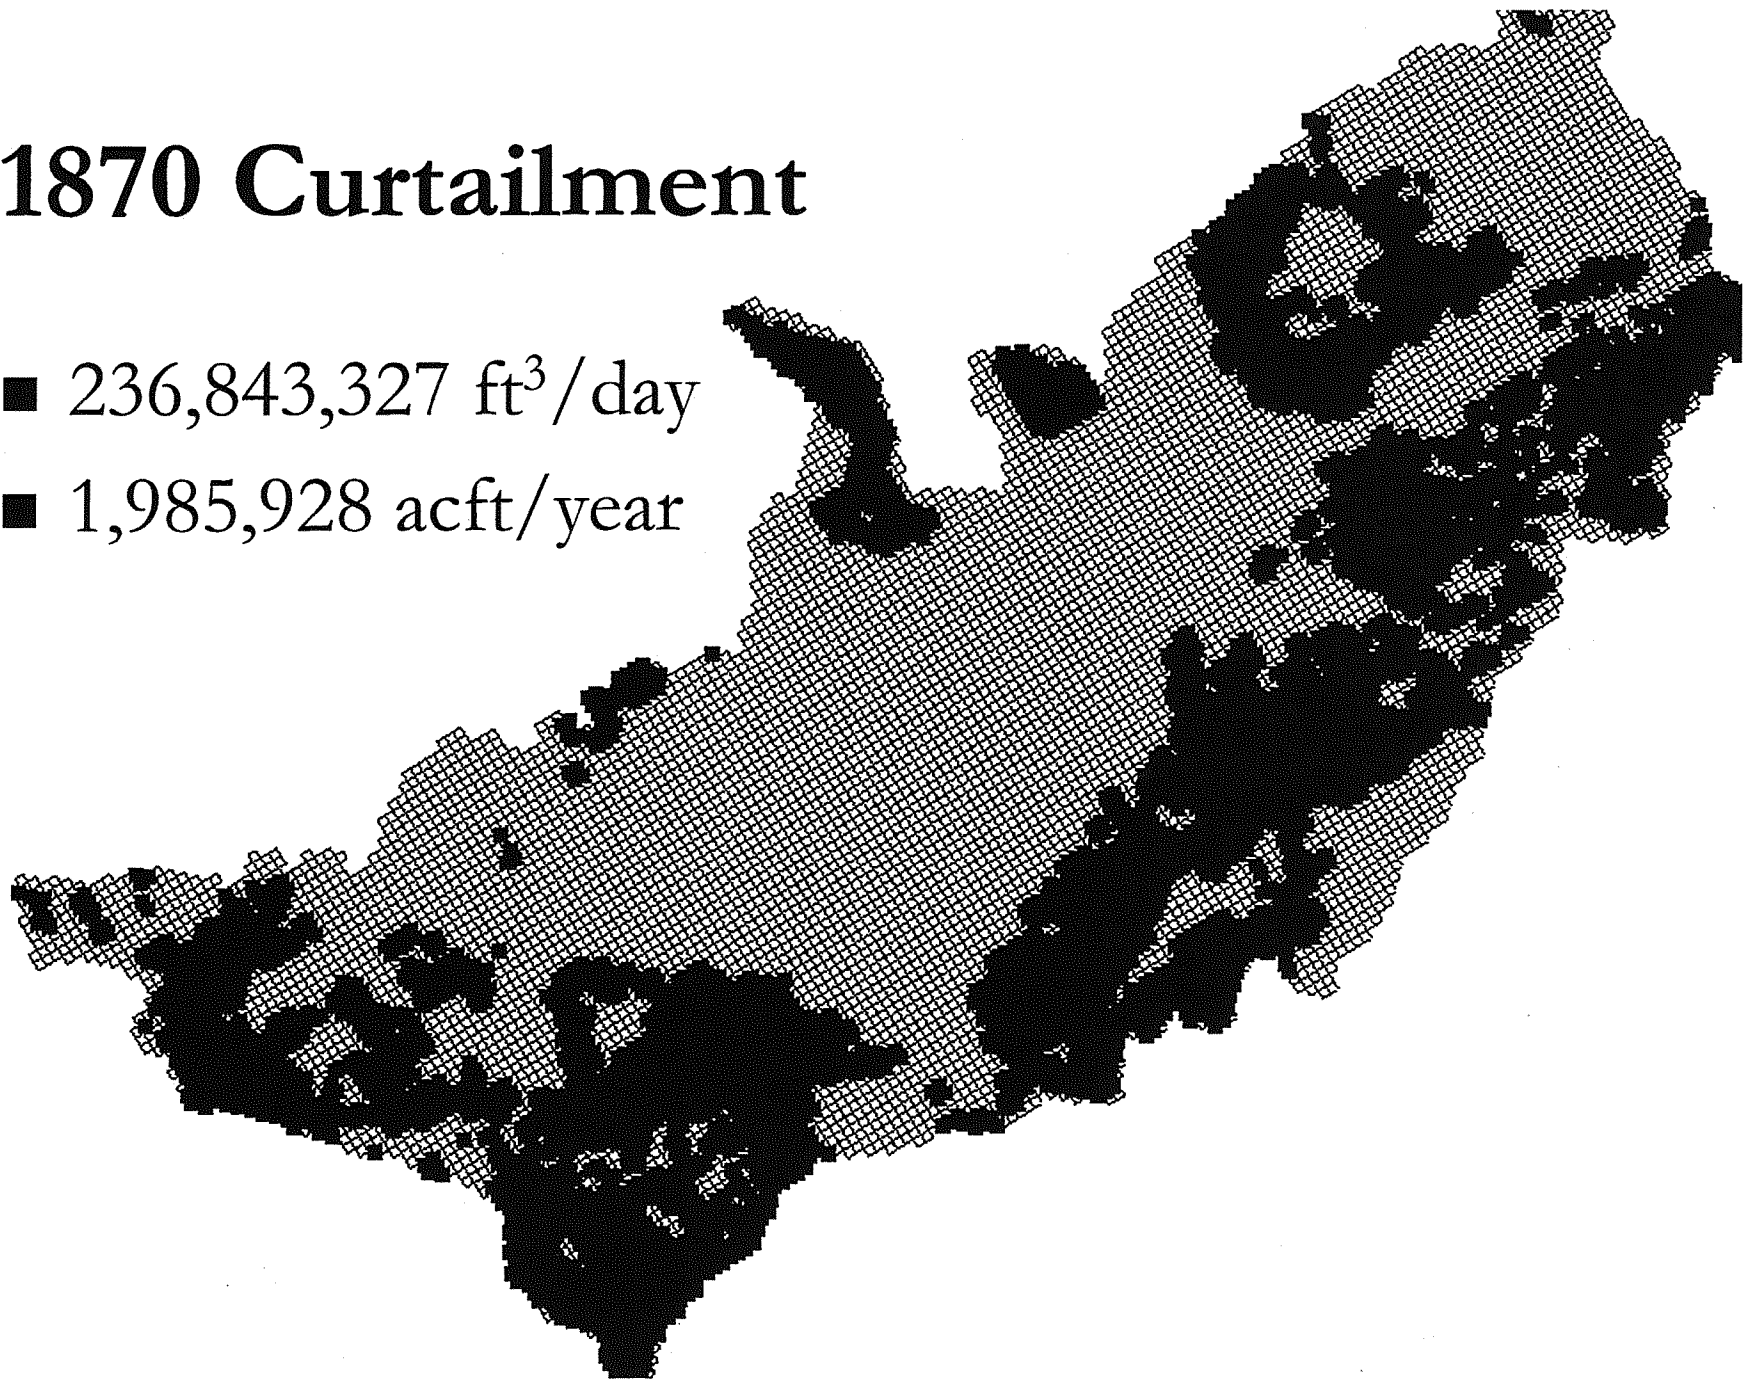 1870 Curtailment
■ 236,843,327 ft³/day
■ 1,985,928 acft/year